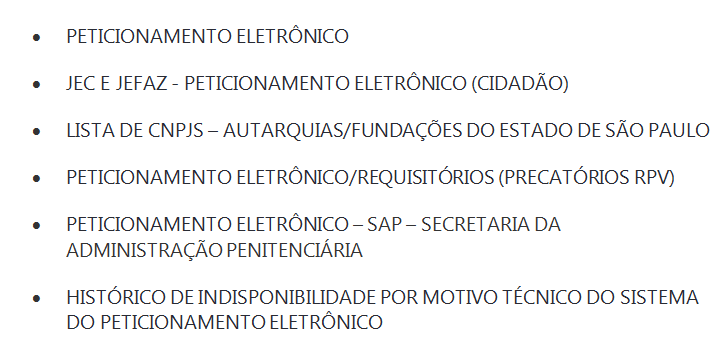 • PETICIONAMENTO ELETRÔNICO
• JEC E JEFAZ - PETICIONAMENTO ELETRÔNICO (CIDADÃO)
• LISTA DE CNPJS – AUTARQUIAS/FUNDAÇÕES DO ESTADO DE SÃO PAULO
• PETICIONAMENTO ELETRÔNICO/REQUISITÓRIOS (PRECATÓRIOS RPV)
• PETICIONAMENTO ELETRÔNICO – SAP – SECRETARIA DA
ADMINISTRAÇÃO PENITENCIÁRIA
• HISTÓRICO DE INDISPONIBILIDADE POR MOTIVO TÉCNICO DO SISTEMA
DO PETICIONAMENTO ELETRÔNICO